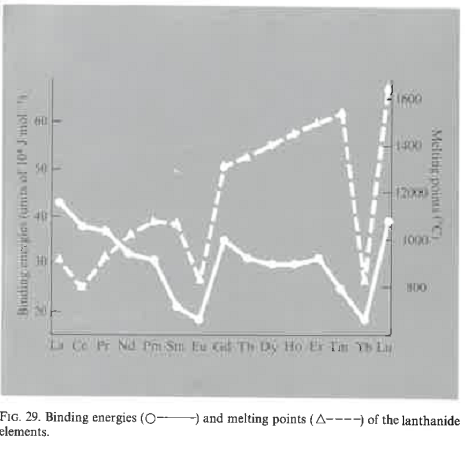 Binding energies (units of 10⁴ J mol⁻¹)
60
50
40
30
20
1600
1400
12000
1000
800
Melting points (°C)
La Ce Pr Nd Pm Sm Eu Gd Tb Dy Ho Er Tm Yb Lu
FIG. 29. Binding energies (○———) and melting points (△----) of the lanthanide
elements.